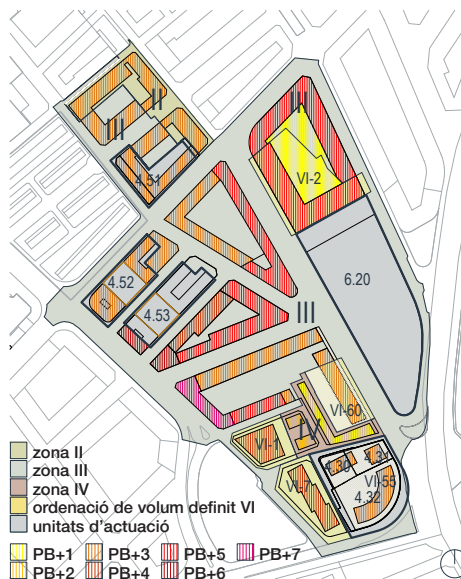 II
III
III
4.51
VI-2
4.52
6.20
4.53
III
VI-60
IV
VI-1
4.30
4.31
VI-7
VI-55
4.32
zona II
zona III
zona IV
ordenació de volum definit VI
unitats d'actuació
PB+1 PB+3 PB+5 PB+7
PB+2 PB+4 PB+6